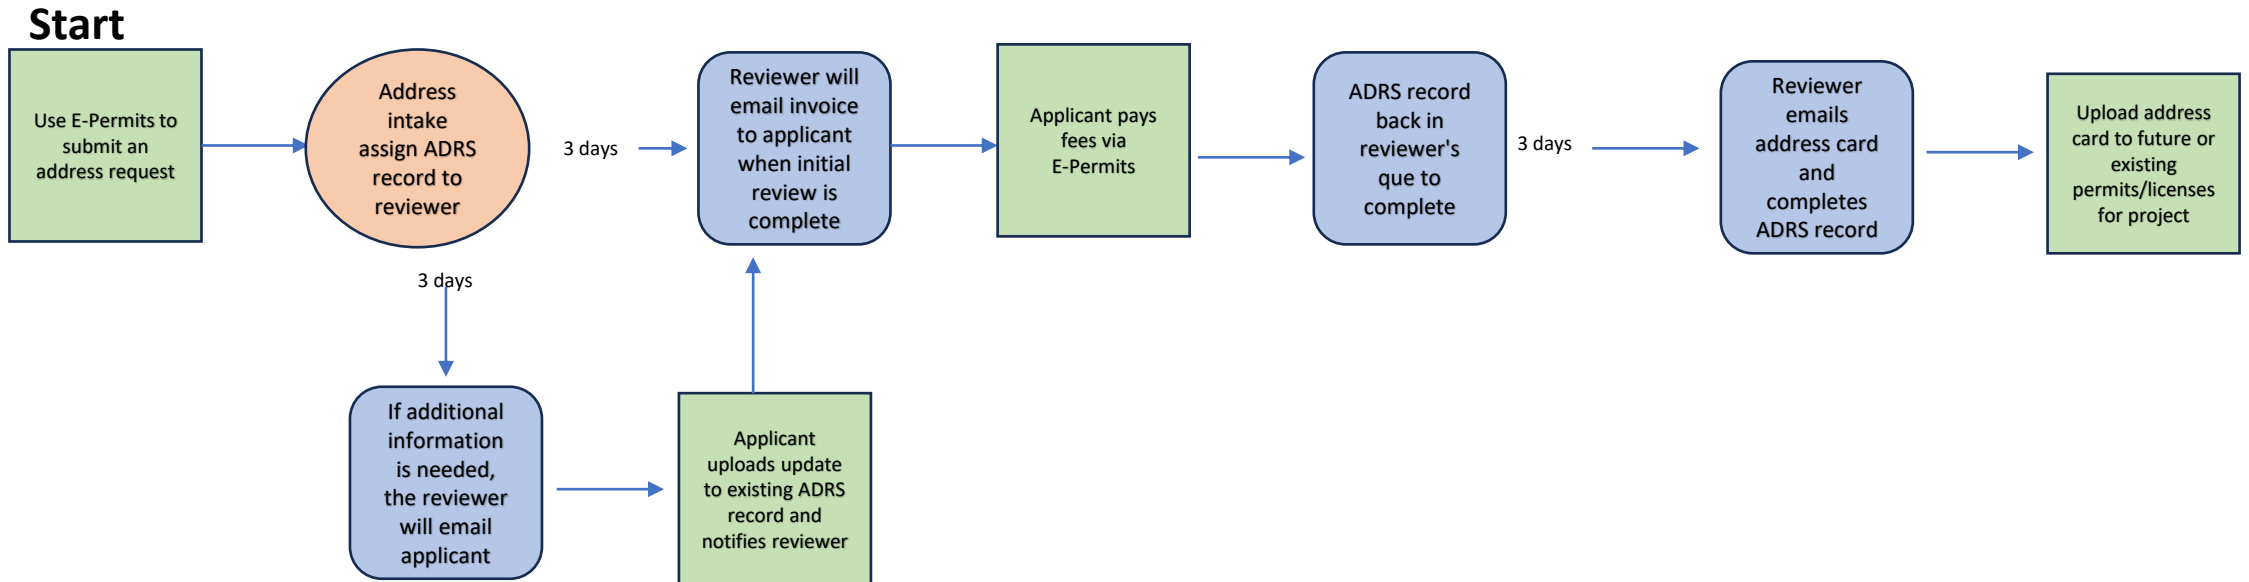 Start
Use E-Permits to
submit an
address request
Address
intake
assign ADRS
record to
reviewer
3 days
Reviewer will
email invoice
to applicant
when initial
review is
complete
Applicant pays
fees via
E-Permits
ADRS record
back in
reviewer's
que to
complete
3 days
Reviewer
emails
address card
and
completes
ADRS record
Upload address
card to future or
existing
permits/licenses
for project
3 days
If additional
information
is needed,
the reviewer
will email
applicant
Applicant
uploads update
to existing ADRS
record and
notifies reviewer